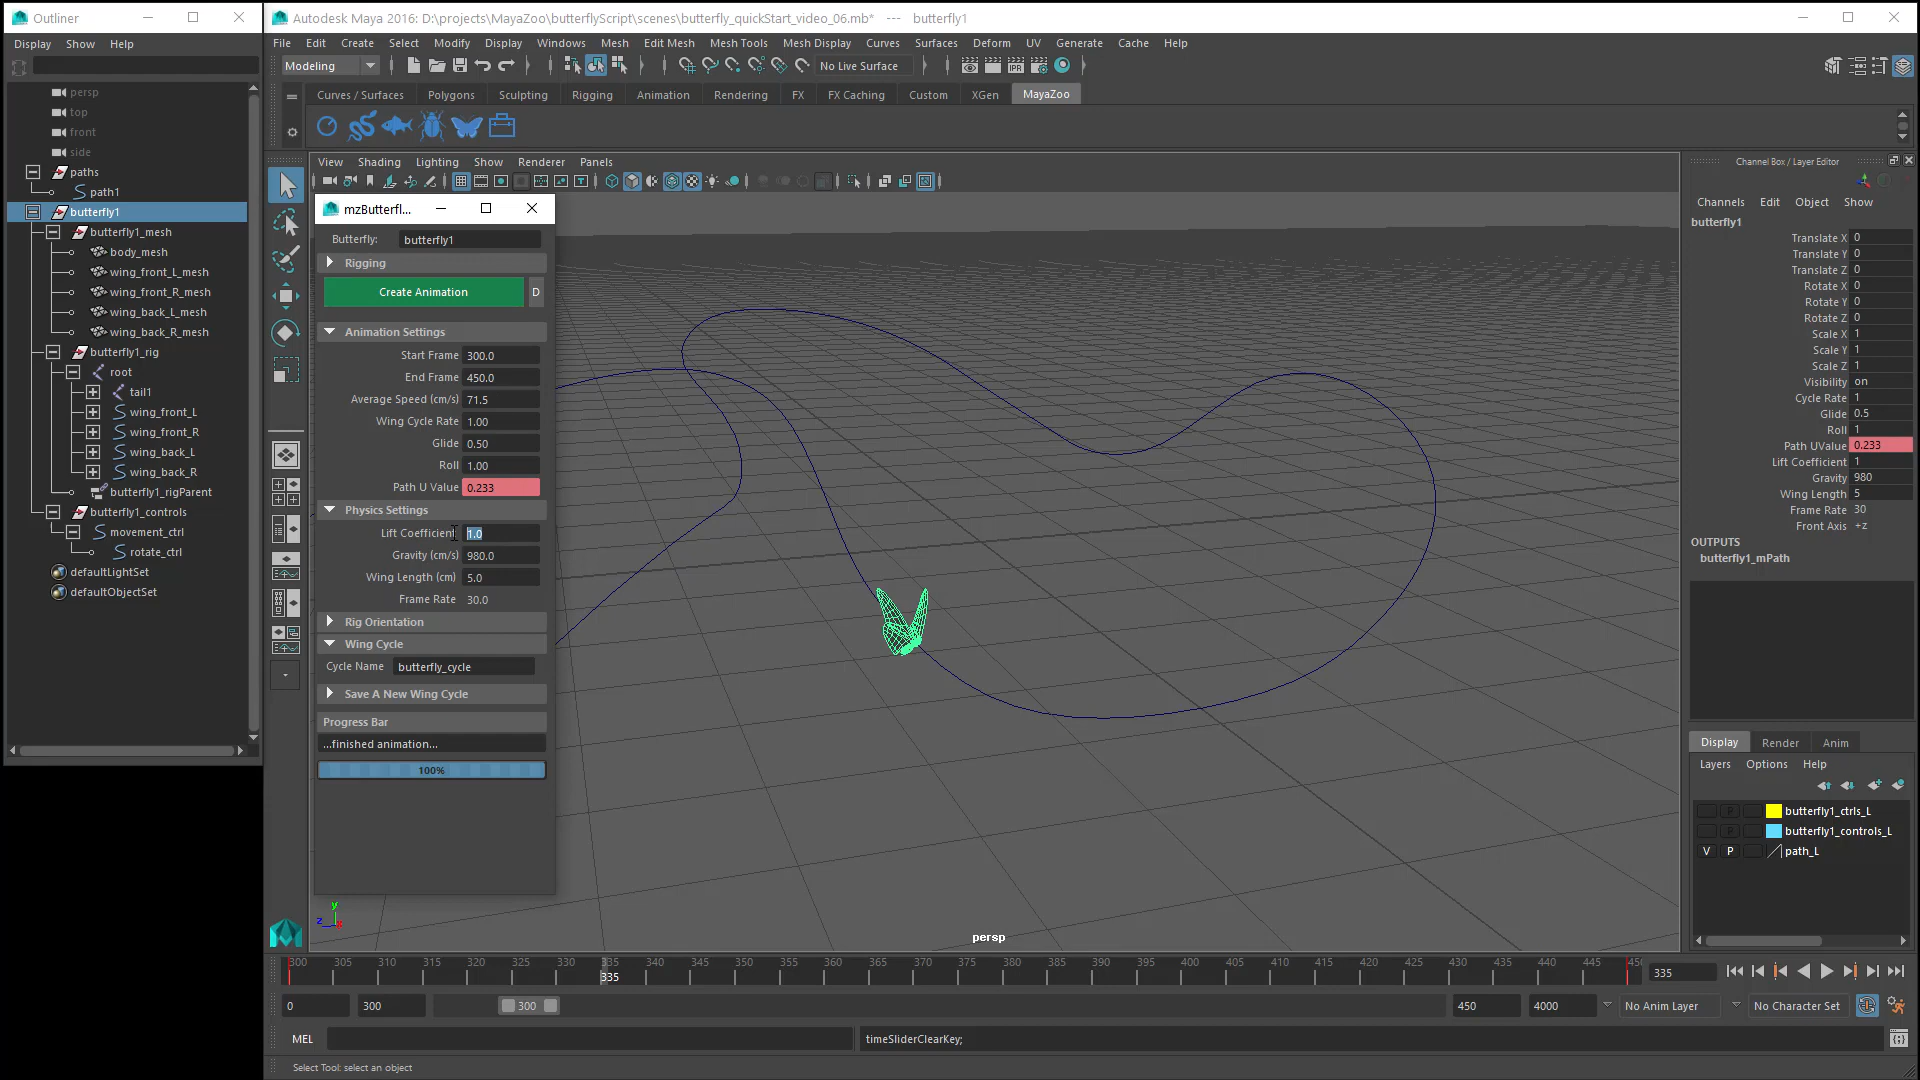 Outliner
Display Show Help
persp
top
front
side
paths
path1
butterfly1
butterfly1_mesh
body_mesh
wing_front_L_mesh
wing_front_R_mesh
wing_back_L_mesh
wing_back_R_mesh
butterfly1_rig
root
tail1
wing_front_L
wing_front_R
wing_back_L
wing_back_R
butterfly1_rigParent
butterfly1_controls
movement_ctrl
rotate_ctrl
defaultLightSet
defaultObjectSet
Autodesk Maya 2016: D:\projects\MayaZoo\butterflyScript\scenes\butterfly_quickStart_video_06.mb* --- butterfly1
File Edit Create Select Modify Display Windows Mesh Edit Mesh Mesh Tools Mesh Display Curves Surfaces Deform UV Generate Cache Help
Modeling
No Live Surface
IPR
Curves / Surfaces Polygons Sculpting Rigging Animation Rendering FX FX Caching Custom XGen MayaZoo
View Shading Lighting Show Renderer Panels
mzButterfl...
Butterfly: butterfly1
Rigging
Create Animation D
Animation Settings
Start Frame 300.0
End Frame 450.0
Average Speed (cm/s) 71.5
Wing Cycle Rate 1.00
Glide 0.50
Roll 1.00
Path U Value 0.233
Physics Settings
Lift Coefficient 1.0
Gravity (cm/s) 980.0
Wing Length (cm) 5.0
Frame Rate 30.0
Rig Orientation
Wing Cycle
Cycle Name butterfly_cycle
Save A New Wing Cycle
Progress Bar
...finished animation...
100%
y
z x
persp
Channel Box / Layer Editor
Channels Edit Object Show
butterfly1
Translate X 0
Translate Y 0
Translate Z 0
Rotate X 0
Rotate Y 0
Rotate Z 0
Scale X 1
Scale Y 1
Scale Z 1
Visibility on
Cycle Rate 1
Glide 0.5
Roll 1
Path UValue 0.233
Lift Coefficient 1
Gravity 980
Wing Length 5
Frame Rate 30
Front Axis +z
OUTPUTS
butterfly1_mPath
Display Render Anim
Layers Options Help
P butterfly1_ctrls_L
P butterfly1_controls_L
V P path_L
300 305 310 315 320 325 330 335 340 345 350 355 360 365 370 375 380 385 390 395 400 405 410 415 420 425 430 435 440 445 450
335
335
0 300 300 450 4000 No Anim Layer No Character Set
MEL timeSliderClearKey;
Select Tool: select an object